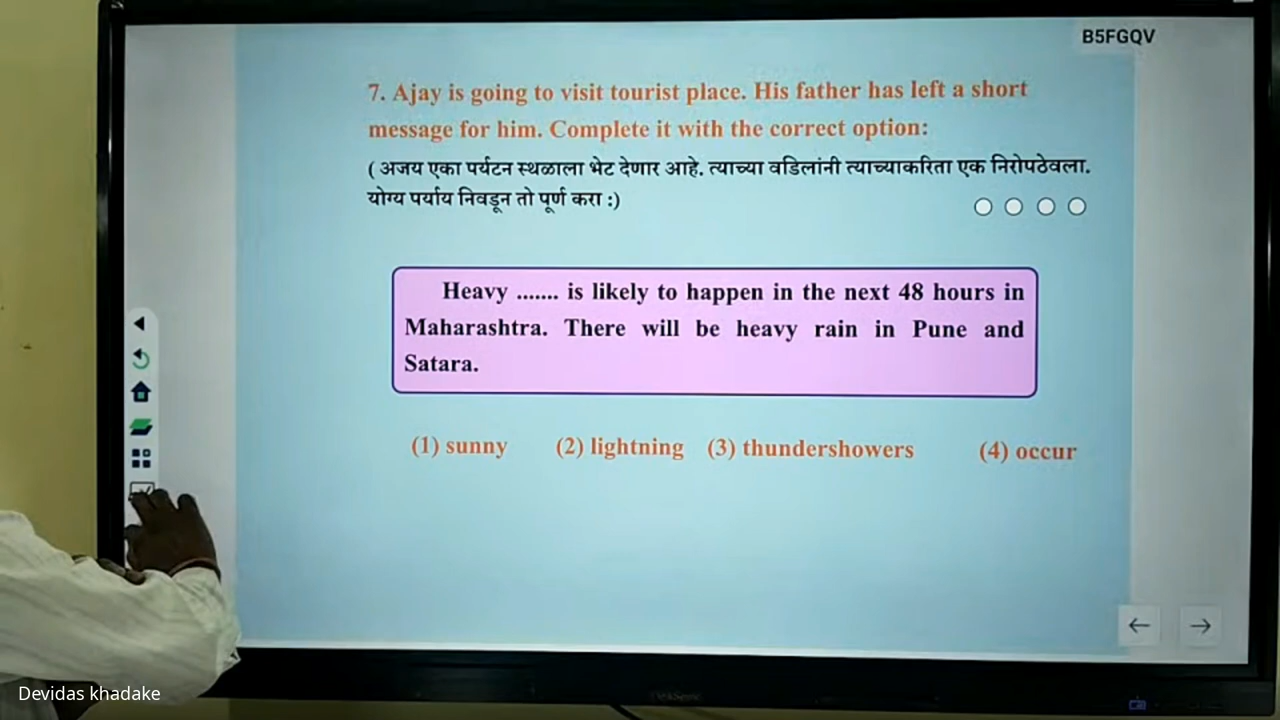 B5FGQV
7. Ajay is going to visit tourist place. His father has left a short
message for him. Complete it with the correct option:
( अजय एका पर्यटन स्थळाला भेट देणार आहे. त्याच्या वडिलांनी त्याच्याकरिता एक निरोपठेवला.
योग्य पर्याय निवडून तो पूर्ण करा :)
Heavy ....... is likely to happen in the next 48 hours in
Maharashtra. There will be heavy rain in Pune and
Satara.
(1) sunny (2) lightning (3) thundershowers (4) occur
Devidas khadake